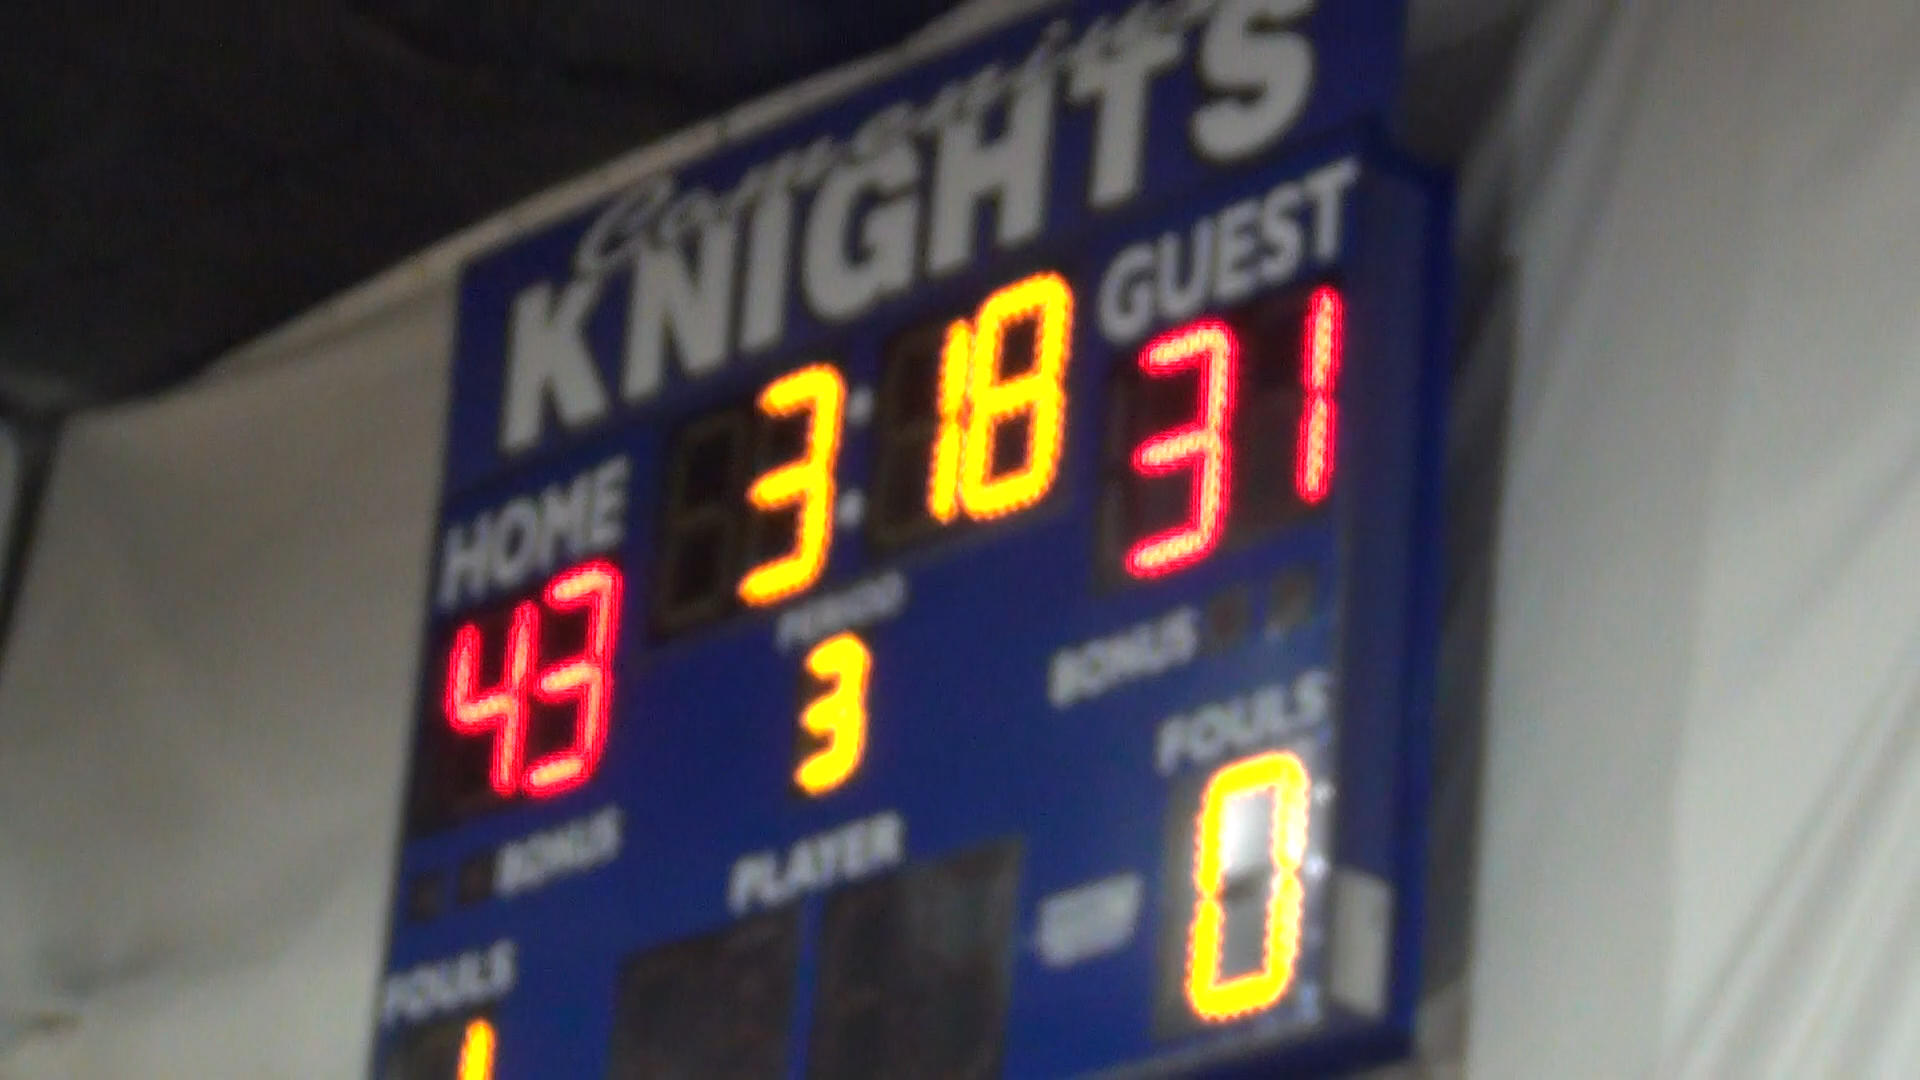 KNIGHTS
GUEST
3:18
31
HOME
43
PERIOD
3
BONUS
FOULS
0
BONUS
PLAYER
FOULS